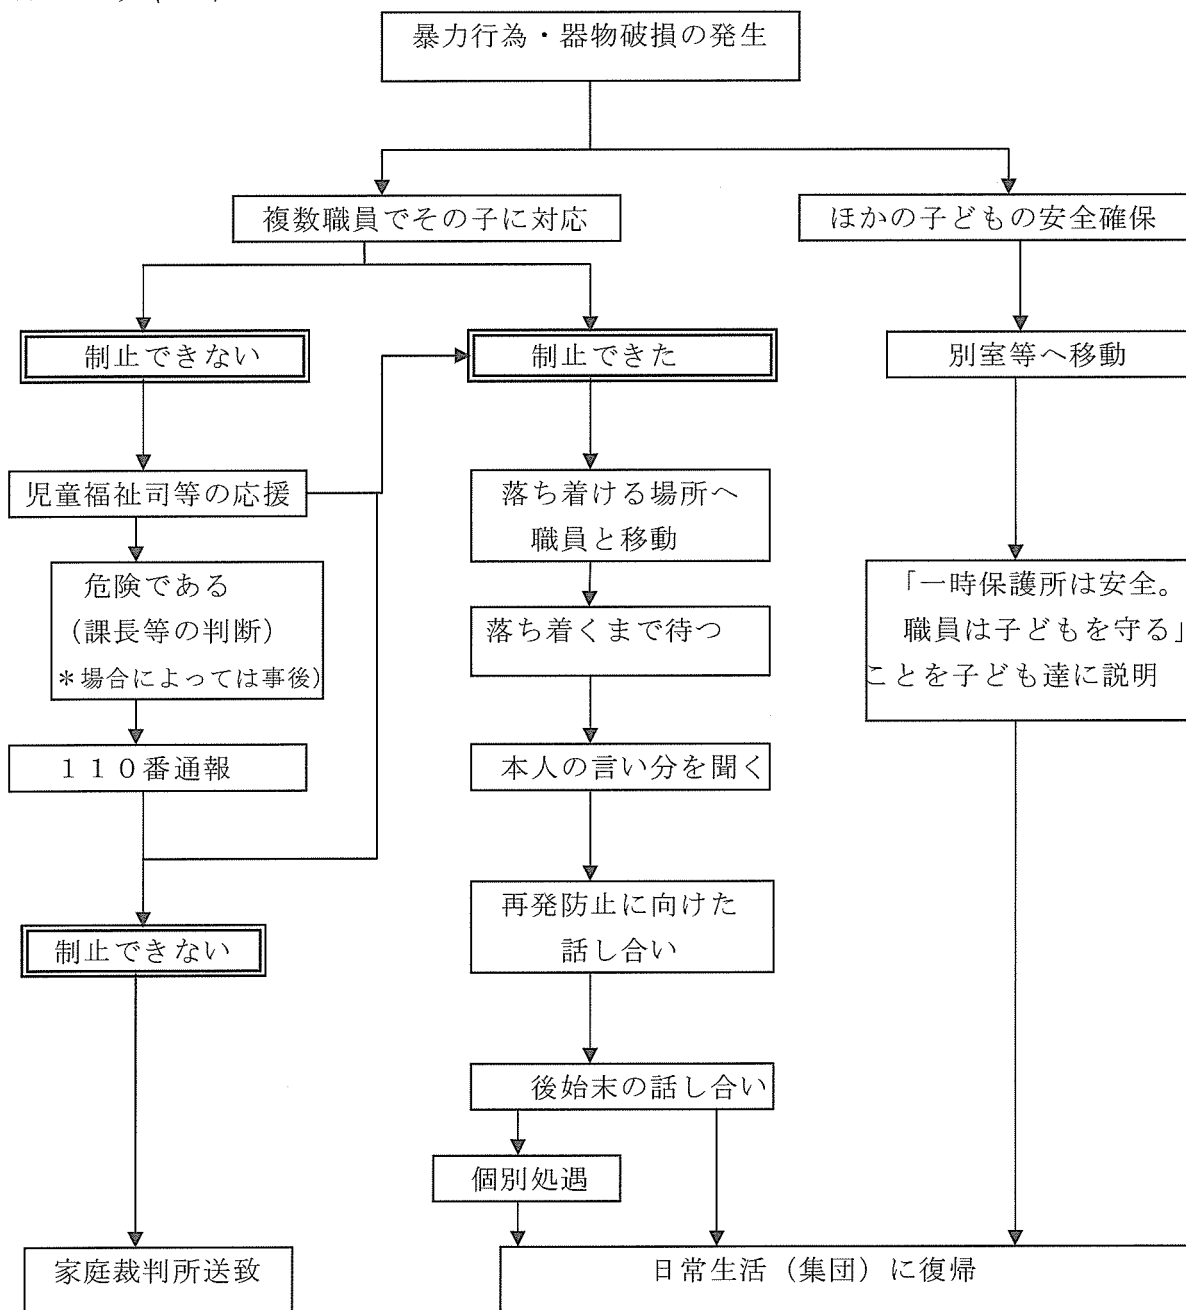 暴力行為・器物破損の発生
複数職員でその子に対応
ほかの子どもの安全確保
制止できない
制止できた
別室等へ移動
児童福祉司等の応援
落ち着ける場所へ
職員と移動
危険である
(課長等の判断)
＊場合によっては事後)
「一時保護所は安全。
職員は子どもを守る」
ことを子ども達に説明
落ち着くまで待つ
１１０番通報
本人の言い分を聞く
再発防止に向けた
話し合い
制止できない
後始末の話し合い
個別処遇
家庭裁判所送致
日常生活（集団）に復帰